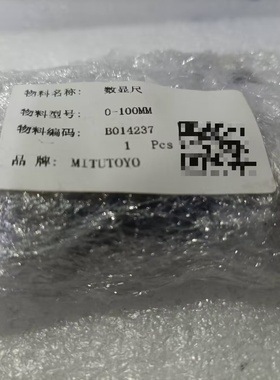 物料名称: 数显尺
物料型号: 0-100MM
物料编码: B014237
1 Pcs
品 牌: MITUTOYO